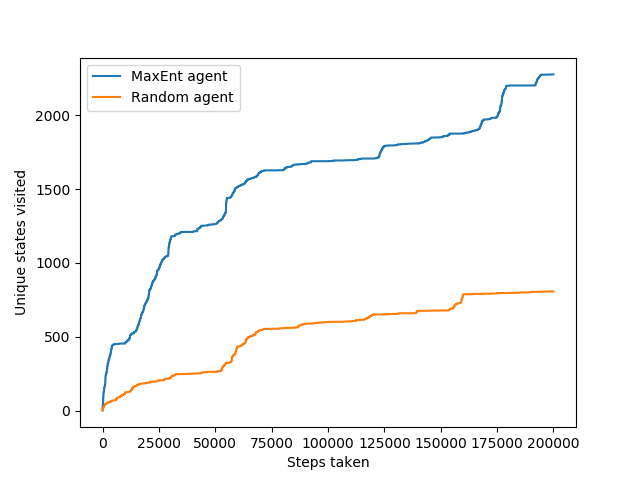 MaxEnt agent
Random agent
2000
1500
1000
500
0
Unique states visited
0 25000 50000 75000 100000 125000 150000 175000 200000
Steps taken